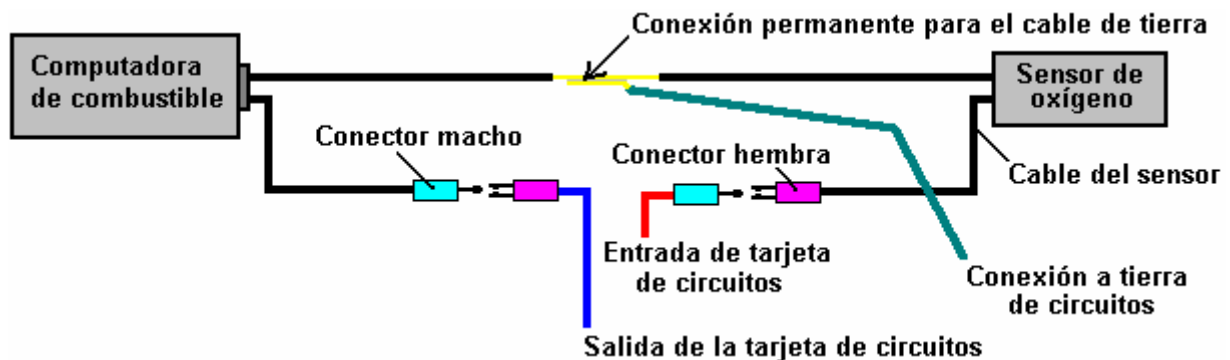 Conexión permanente para el cable de tierra
Computadora
de combustible
Sensor de
oxígeno
Conector macho
Conector hembra
Cable del sensor
Entrada de tarjeta
de circuitos
Conexión a tierra
de circuitos
Salida de la tarjeta de circuitos